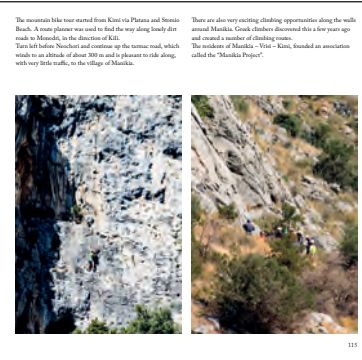 The mountain bike tour started from Kimi via Platana and Stomio
Beach. A route planner was used to find the way along lonely dirt
roads to Monodri, in the direction of Kili.
Turn left before Neochori and continue up the tarmac road, which
winds to an altitude of about 300 m and is pleasant to ride along,
with very little traffic, to the village of Manikia.
There are also very exciting climbing opportunities along the walls
around Manikia. Greek climbers discovered this a few years ago
and created a number of climbing routes.
The residents of Manikia – Vrisi – Kimi, founded an association
called the "Manikia Project".
115